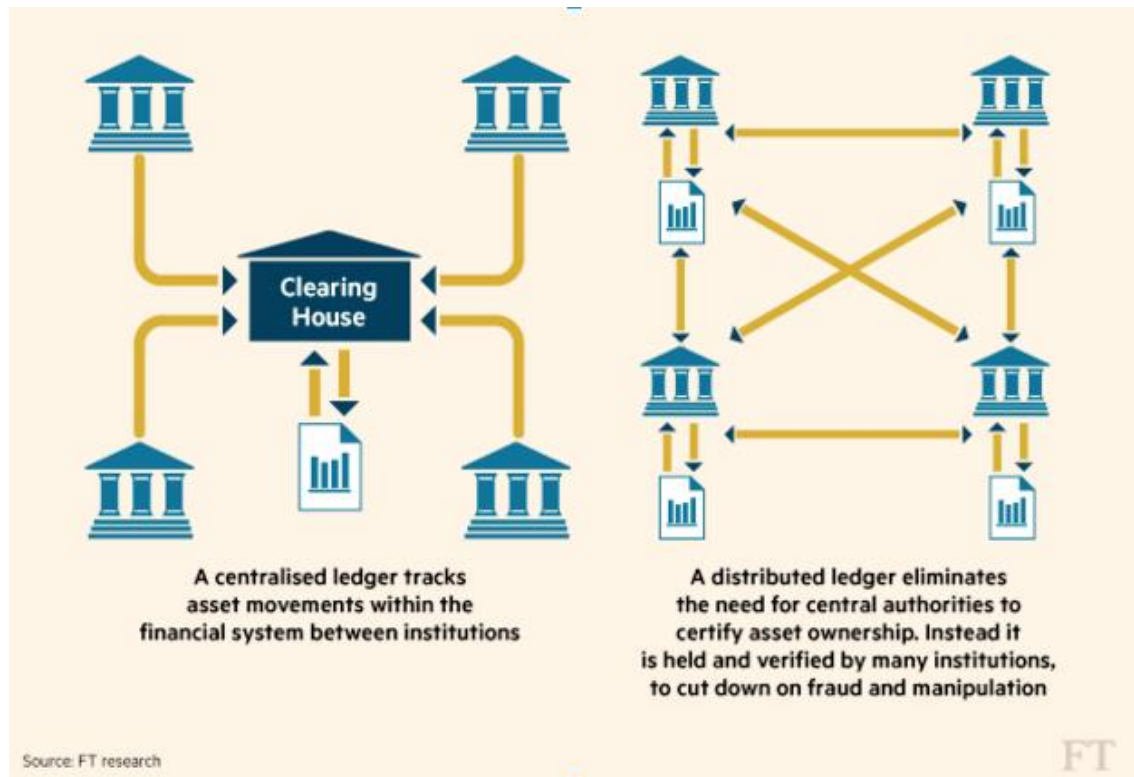 Clearing
House
A centralised ledger tracks
asset movements within the
financial system between institutions
A distributed ledger eliminates
the need for central authorities to
certify asset ownership. Instead it
is held and verified by many institutions,
to cut down on fraud and manipulation
Source: FT research
FT